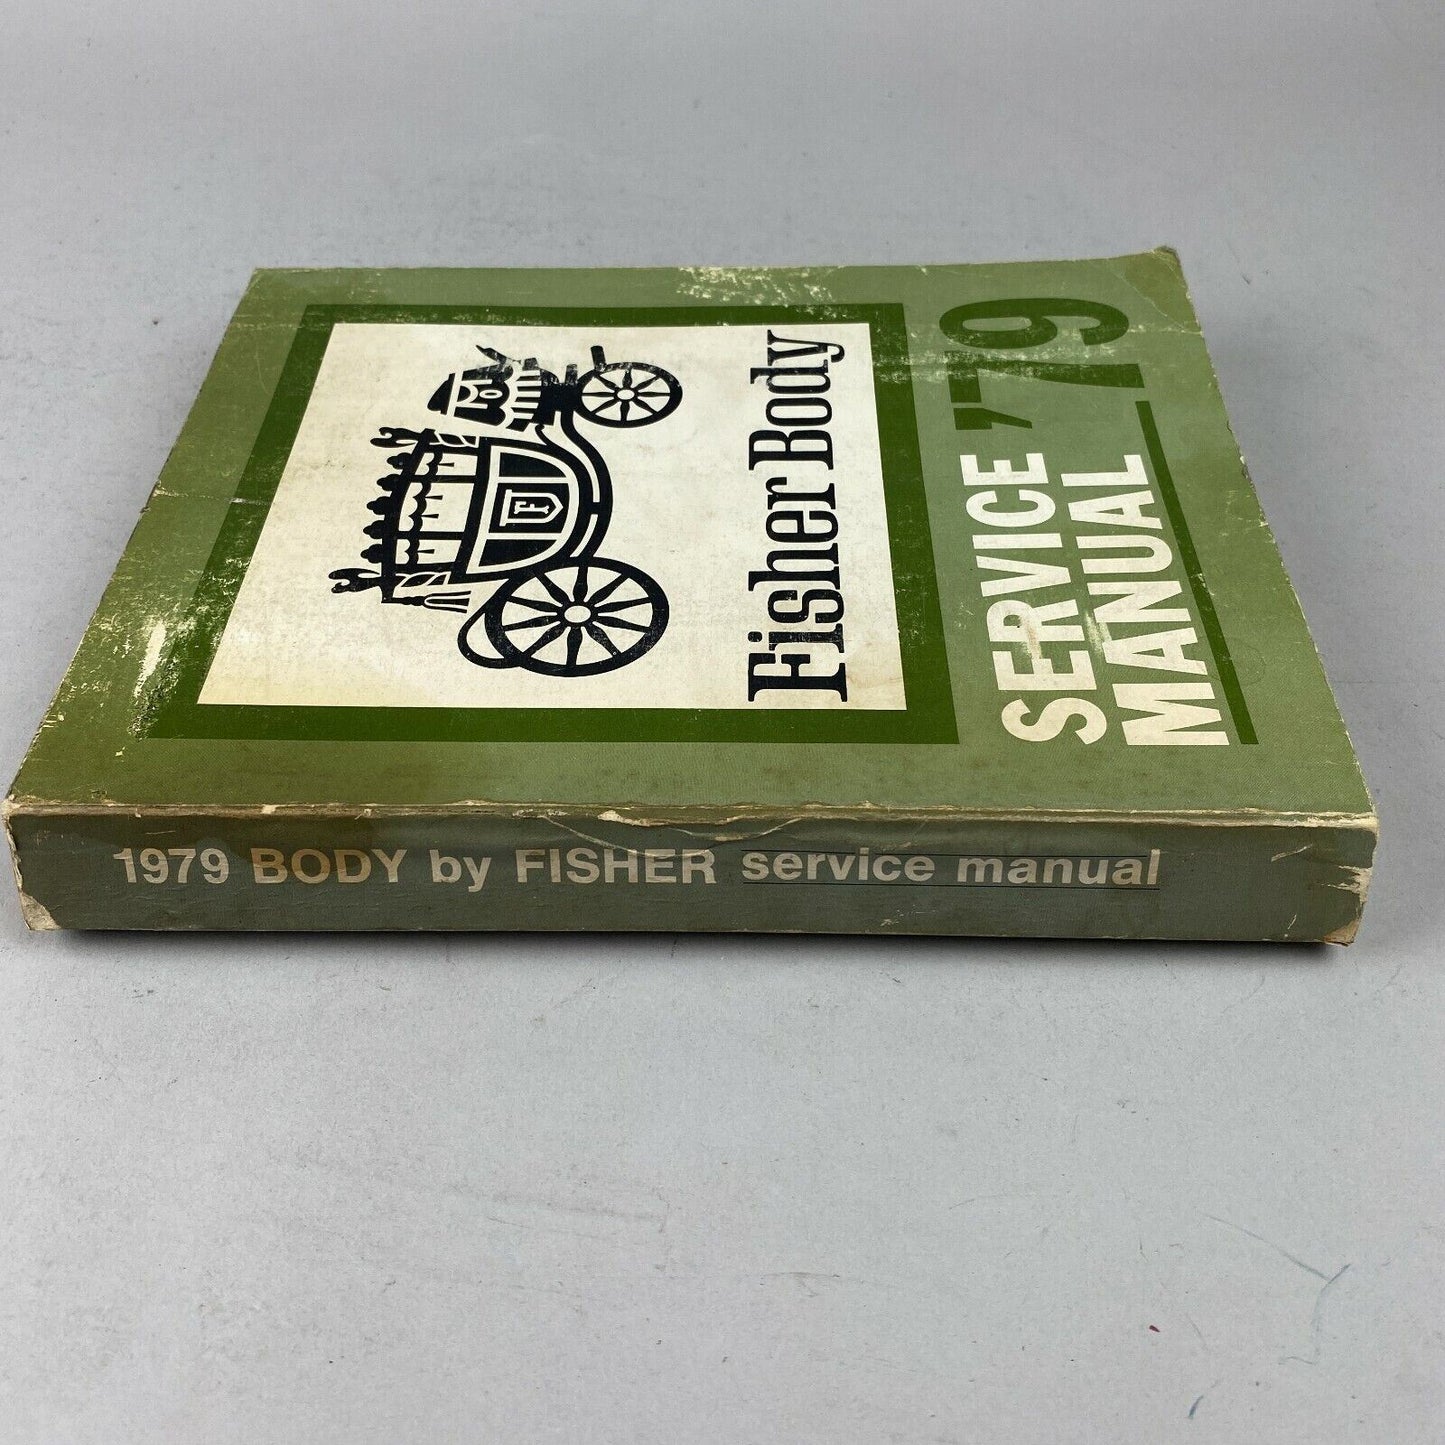 F
Fisher Body
SERVICE '79
MANUAL
1979 BODY by FISHER service manual